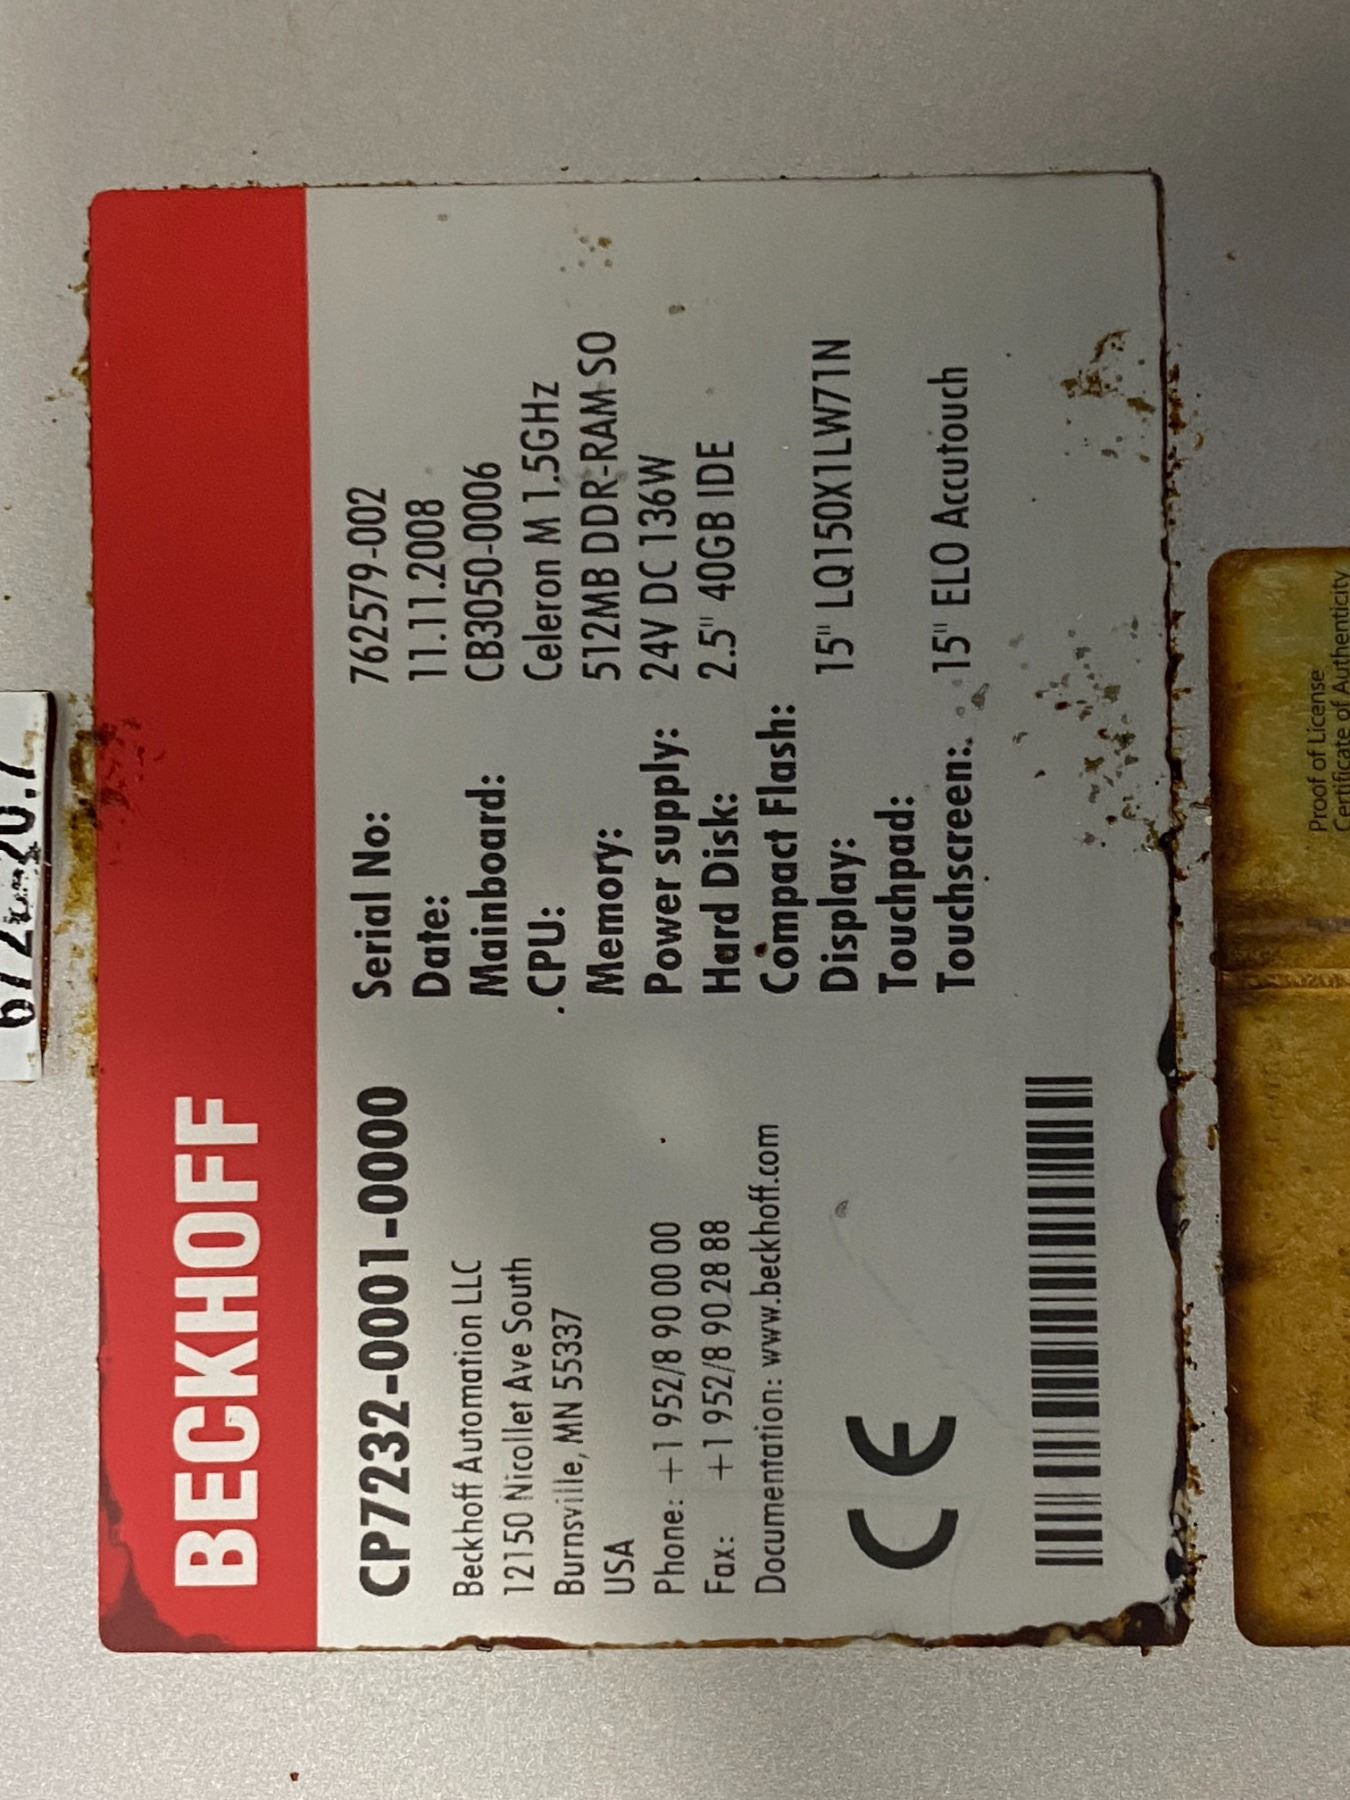 BECKHOFF
CP7232-0001-0000
Beckhoff Automation LLC
12150 Nicollet Ave South
Burnsville, MN 55337
USA
Phone: +1 952/8 90 00 00
Fax: +1 952/8 90 28 88
Documentation: www.beckhoff.com
CE
Serial No: 762579-002
Date: 11.11.2008
Mainboard: CB3050-0006
CPU: Celeron M 1.5GHz
Memory: 512MB DDR-RAM SO
Power supply: 24V DC 136W
Hard Disk: 2.5" 40GB IDE
Compact Flash:
Display: 15" LQ150X1LW71N
Touchpad:
Touchscreen: 15" ELO Accutouch
Proof of License
Certificate of Authenticity